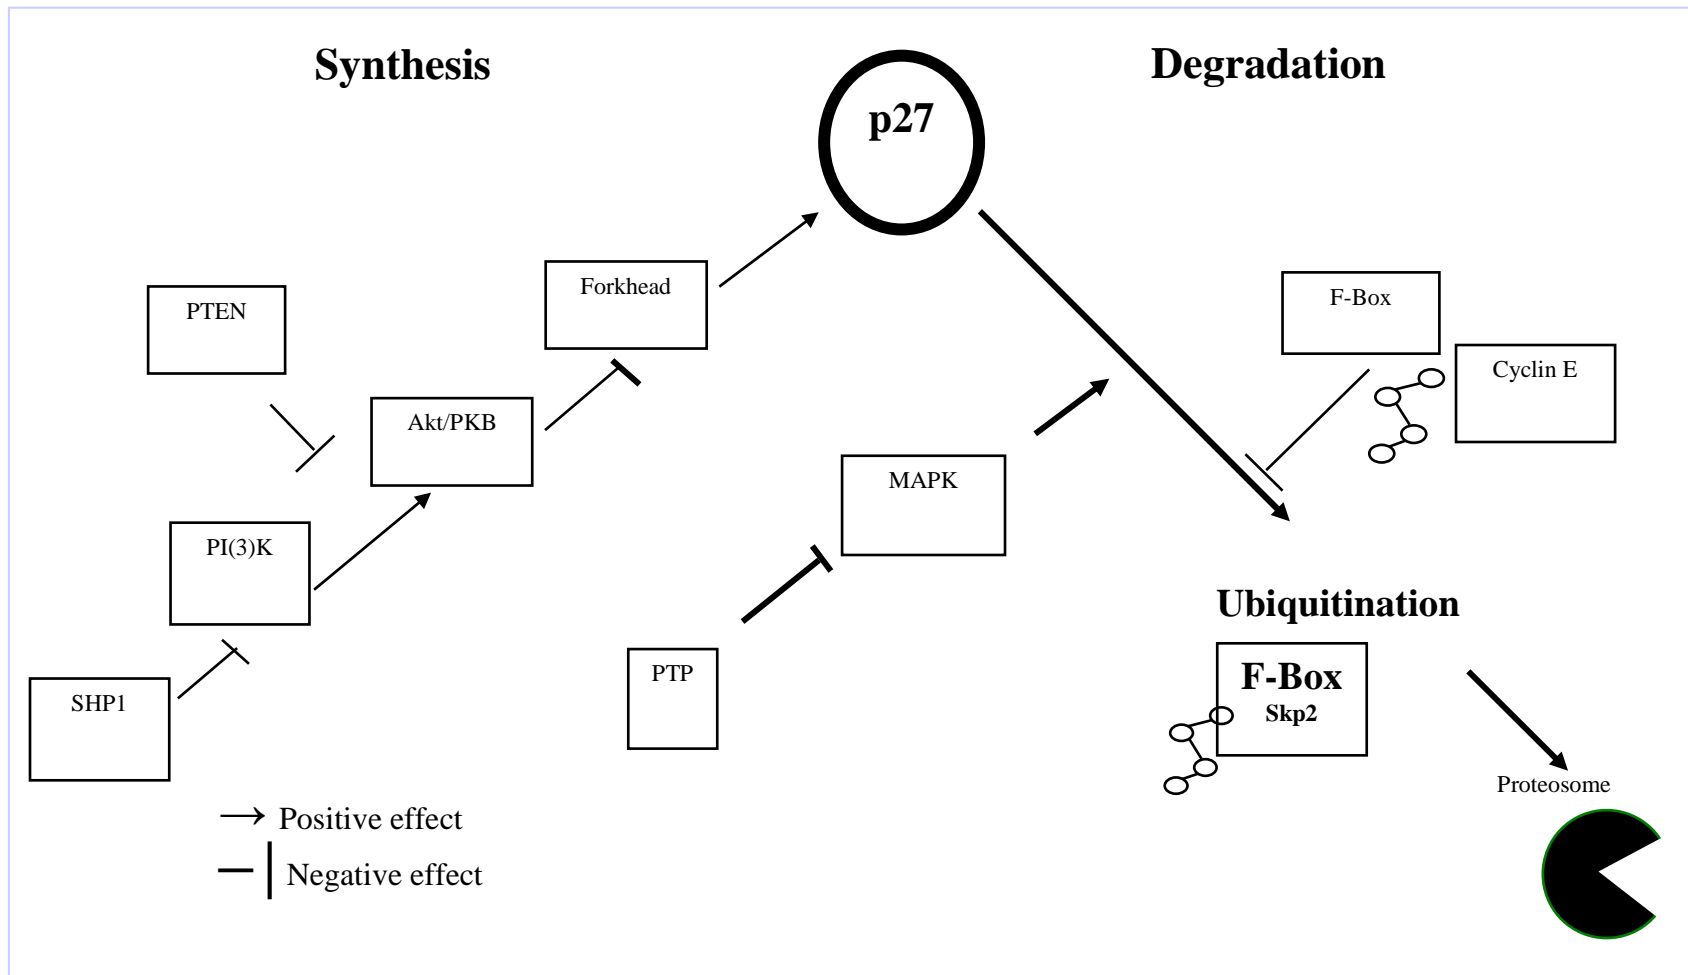 Synthesis
Degradation
p27
Forkhead
F-Box
PTEN
Cyclin E
Akt/PKB
MAPK
PI(3)K
Ubiquitination
PTP
F-Box
Skp2
SHP1
Proteosome
→ Positive effect
Negative effect